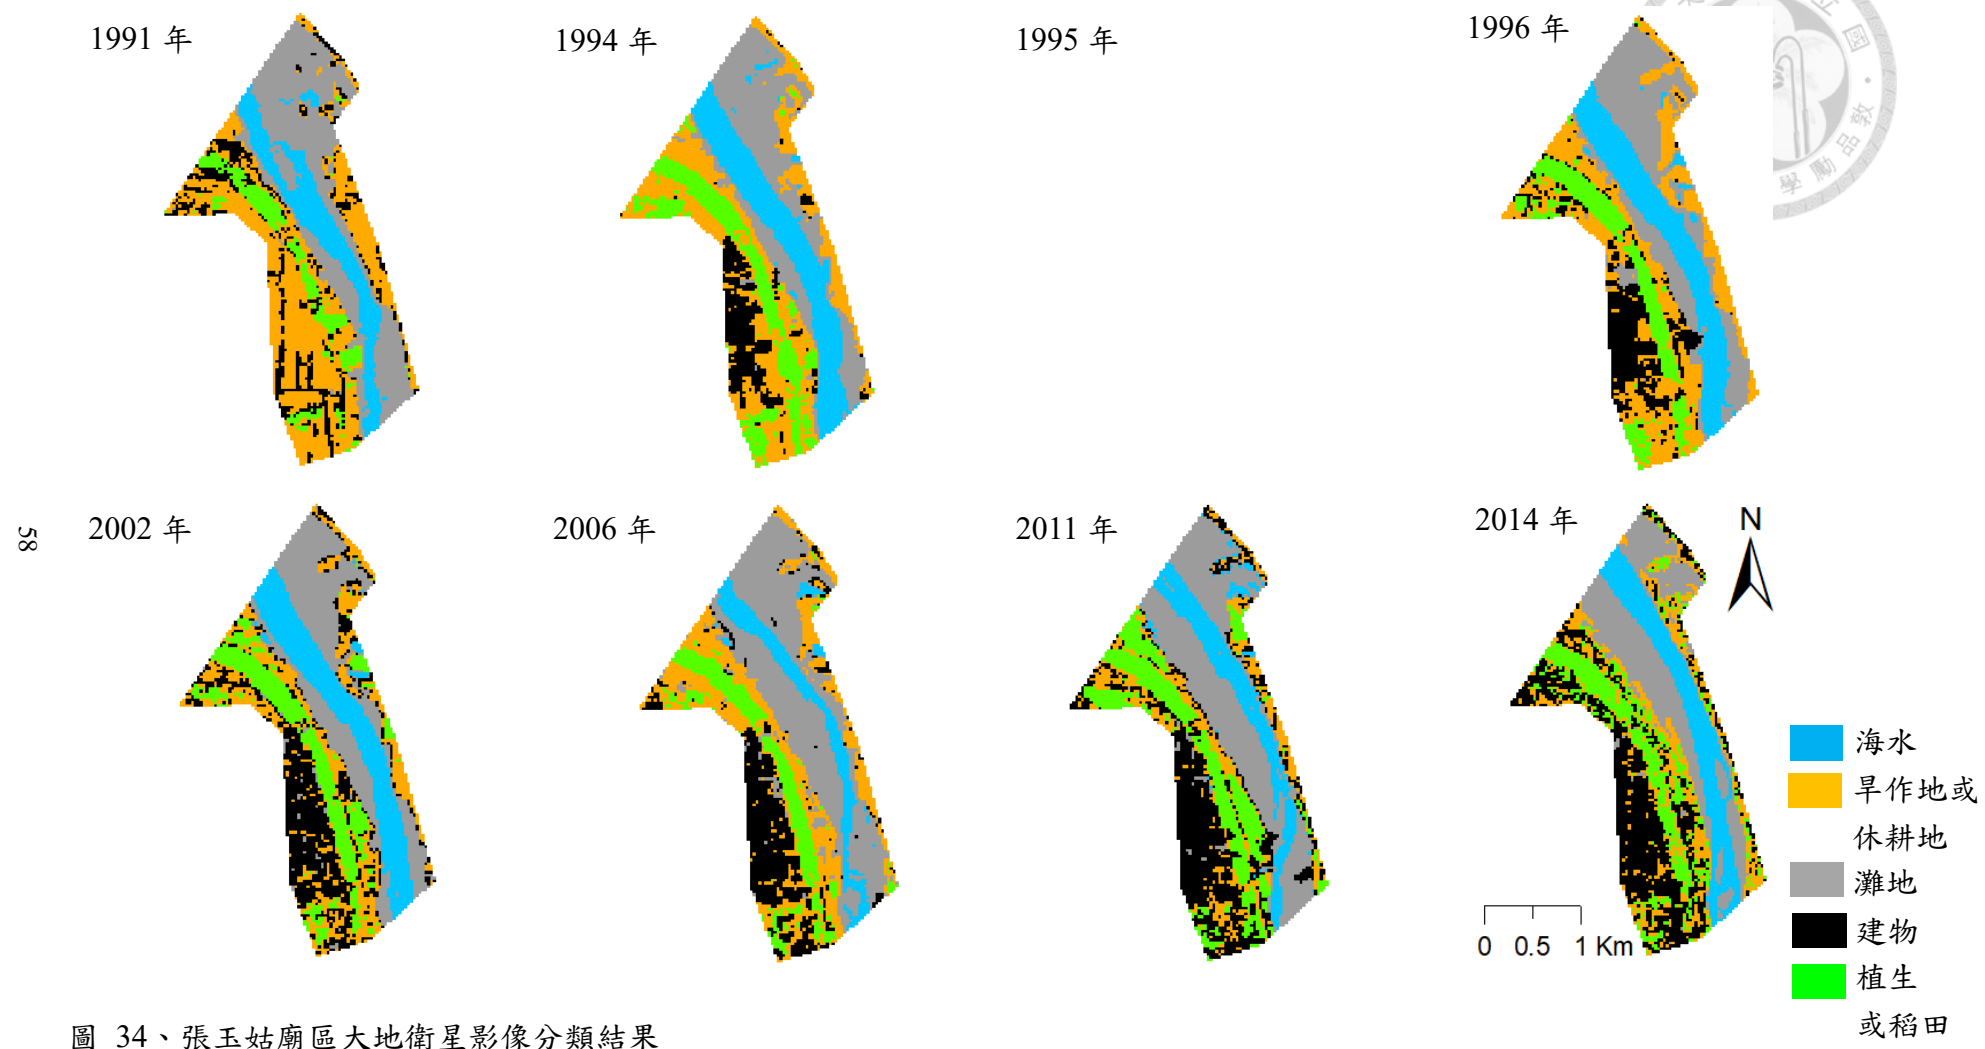 1991 年
1994 年
1995 年
1996 年
2002 年
2006 年
2011 年
2014 年
N
58
海水
旱作地或
休耕地
灘地
建物
植生
或稻田
0 0.5 1 Km
圖 34、張玉姑廟區大地衛星影像分類結果